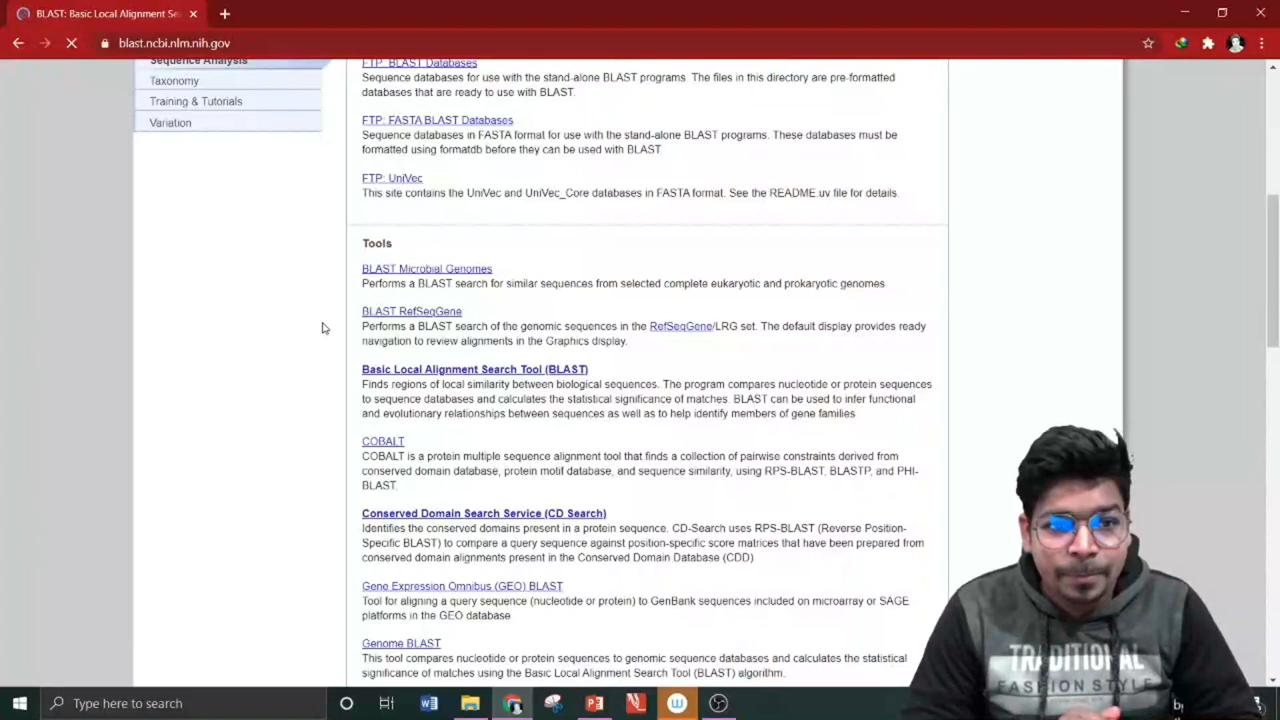 BLAST: Basic Local Alignment Se
blast.ncbi.nlm.nih.gov
Sequence Analysis
Taxonomy
Training & Tutorials
Variation
FTP: BLAST Databases
Sequence databases for use with the stand-alone BLAST programs. The files in this directory are pre-formatted
databases that are ready to use with BLAST.
FTP: FASTA BLAST Databases
Sequence databases in FASTA format for use with the stand-alone BLAST programs. These databases must be
formatted using formatdb before they can be used with BLAST.
FTP: UniVec
This site contains the UniVec and UniVec_Core databases in FASTA format. See the README.uv file for details.
Tools
BLAST Microbial Genomes
Performs a BLAST search for similar sequences from selected complete eukaryotic and prokaryotic genomes
BLAST RefSeqGene
Performs a BLAST search of the genomic sequences in the RefSeqGene/LRG set. The default display provides ready
navigation to review alignments in the Graphics display.
Basic Local Alignment Search Tool (BLAST)
Finds regions of local similarity between biological sequences. The program compares nucleotide or protein sequences
to sequence databases and calculates the statistical significance of matches. BLAST can be used to infer functional
and evolutionary relationships between sequences as well as to help identify members of gene families
COBALT
COBALT is a protein multiple sequence alignment tool that finds a collection of pairwise constraints derived from
conserved domain database, protein motif database, and sequence similarity, using RPS-BLAST, BLASTP, and PHI-
BLAST.
Conserved Domain Search Service (CD Search)
Identifies the conserved domains present in a protein sequence. CD-Search uses RPS-BLAST (Reverse Position-
Specific BLAST) to compare a query sequence against position-specific score matrices that have been prepared from
conserved domain alignments present in the Conserved Domain Database (CDD)
Gene Expression Omnibus (GEO) BLAST
Tool for aligning a query sequence (nucleotide or protein) to GenBank sequences included on microarray or SAGE
platforms in the GEO database
Genome BLAST
This tool compares nucleotide or protein sequences to genomic sequence databases and calculates the statistical
significance of matches using the Basic Local Alignment Search Tool (BLAST) algorithm.
TRADITIONAL
FASHION STYLE
Type here to search
by